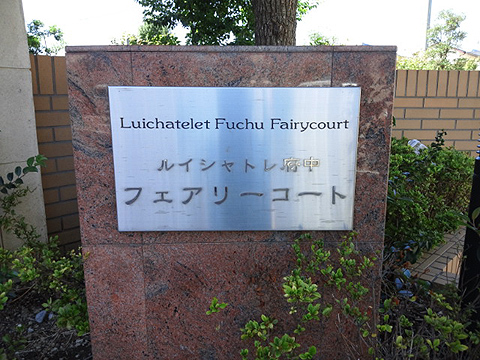 Luichatelet Fuchu Fairycourt
ルイシャトレ府中
フェアリーコート